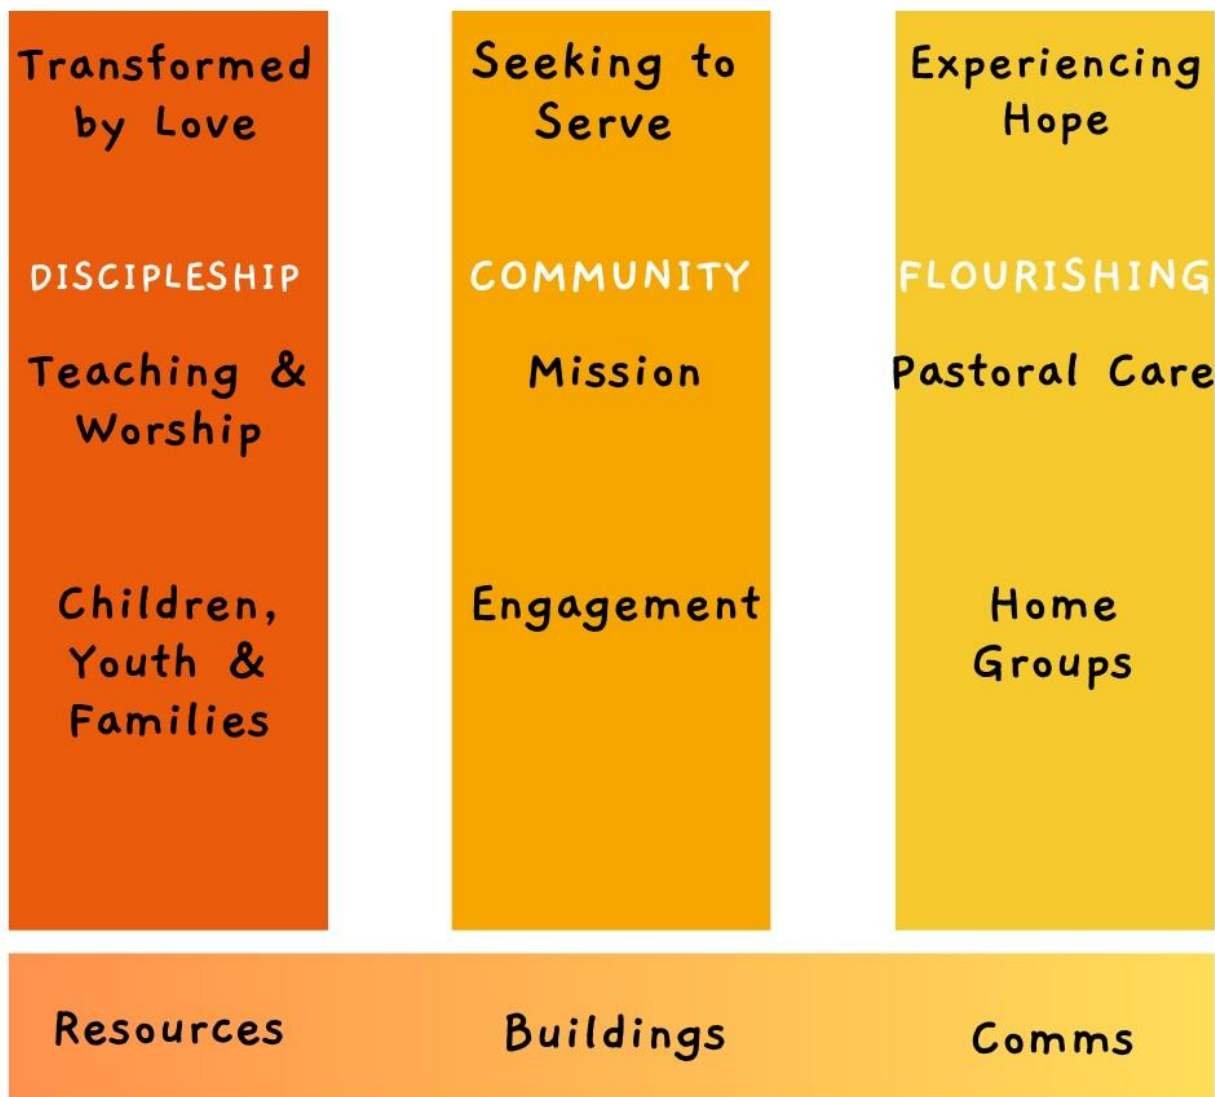 Transformed
by Love
DISCIPLESHIP
Teaching &
Worship
Children,
Youth &
Families
Seeking to
Serve
COMMUNITY
Mission
Engagement
Experiencing
Hope
FLOURISHING
Pastoral Care
Home
Groups
Resources
Buildings
Comms